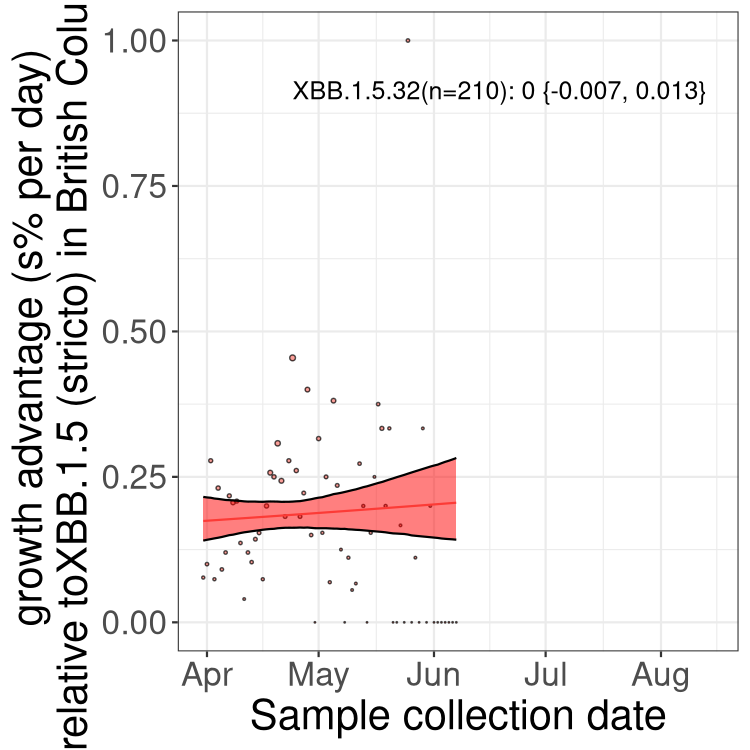 growth advantage (s% per day)
relative toXBB.1.5 (stricto) in British Colu
1.00
0.75
0.50
0.25
0.00
XBB.1.5.32(n=210): 0 {-0.007, 0.013}
Apr May Jun Jul Aug
Sample collection date